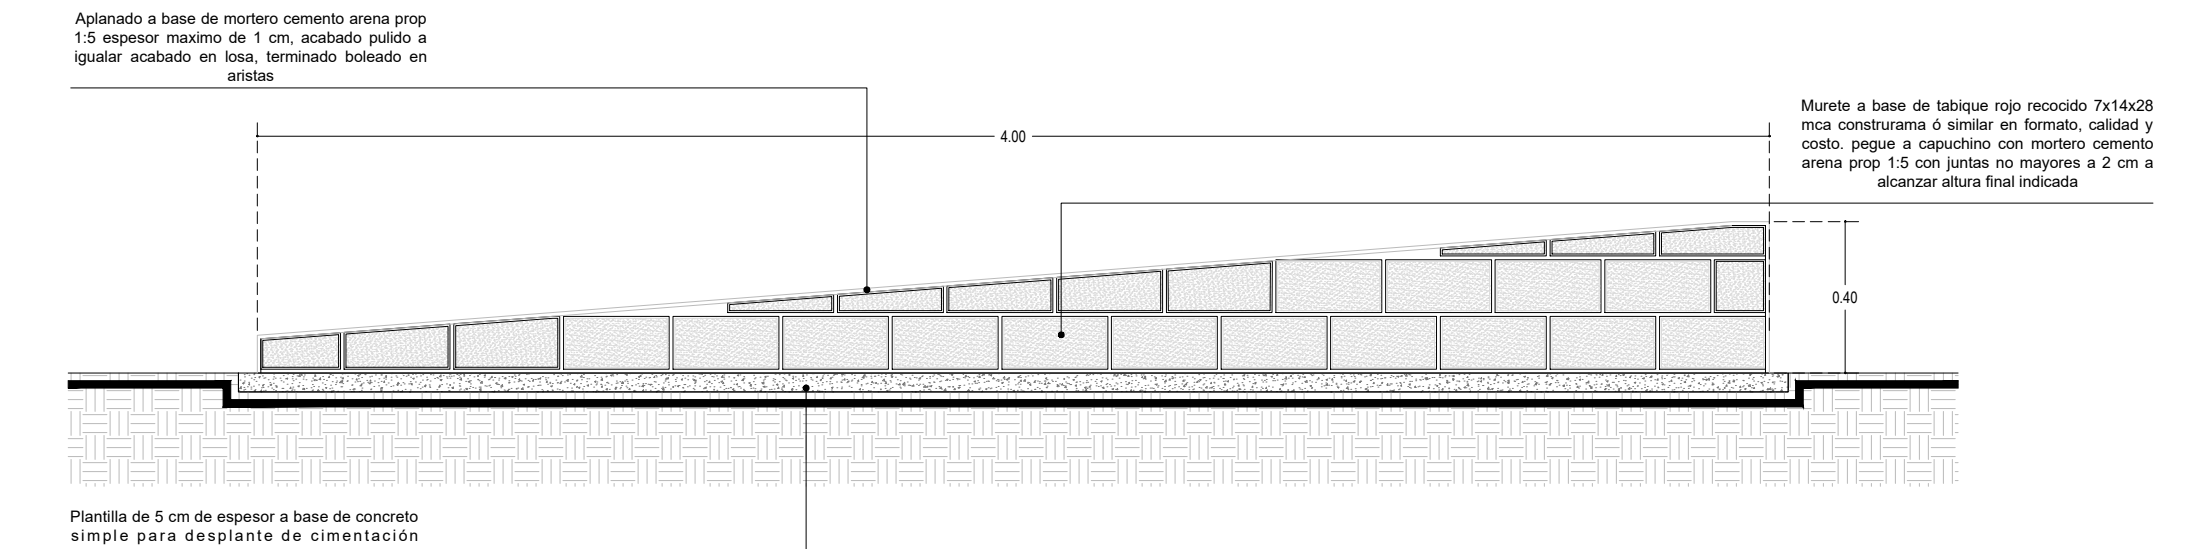 Aplanado a base de mortero cemento arena prop
1:5 espesor maximo de 1 cm, acabado pulido a
igualar acabado en losa, terminado boleado en
aristas
Murete a base de tabique rojo recocido 7x14x28
mca construrama ó similar en formato, calidad y
costo. pegue a capuchino con mortero cemento
arena prop 1:5 con juntas no mayores a 2 cm a
alcanzar altura final indicada
4.00
0.40
Plantilla de 5 cm de espesor a base de concreto
simple para desplante de cimentación